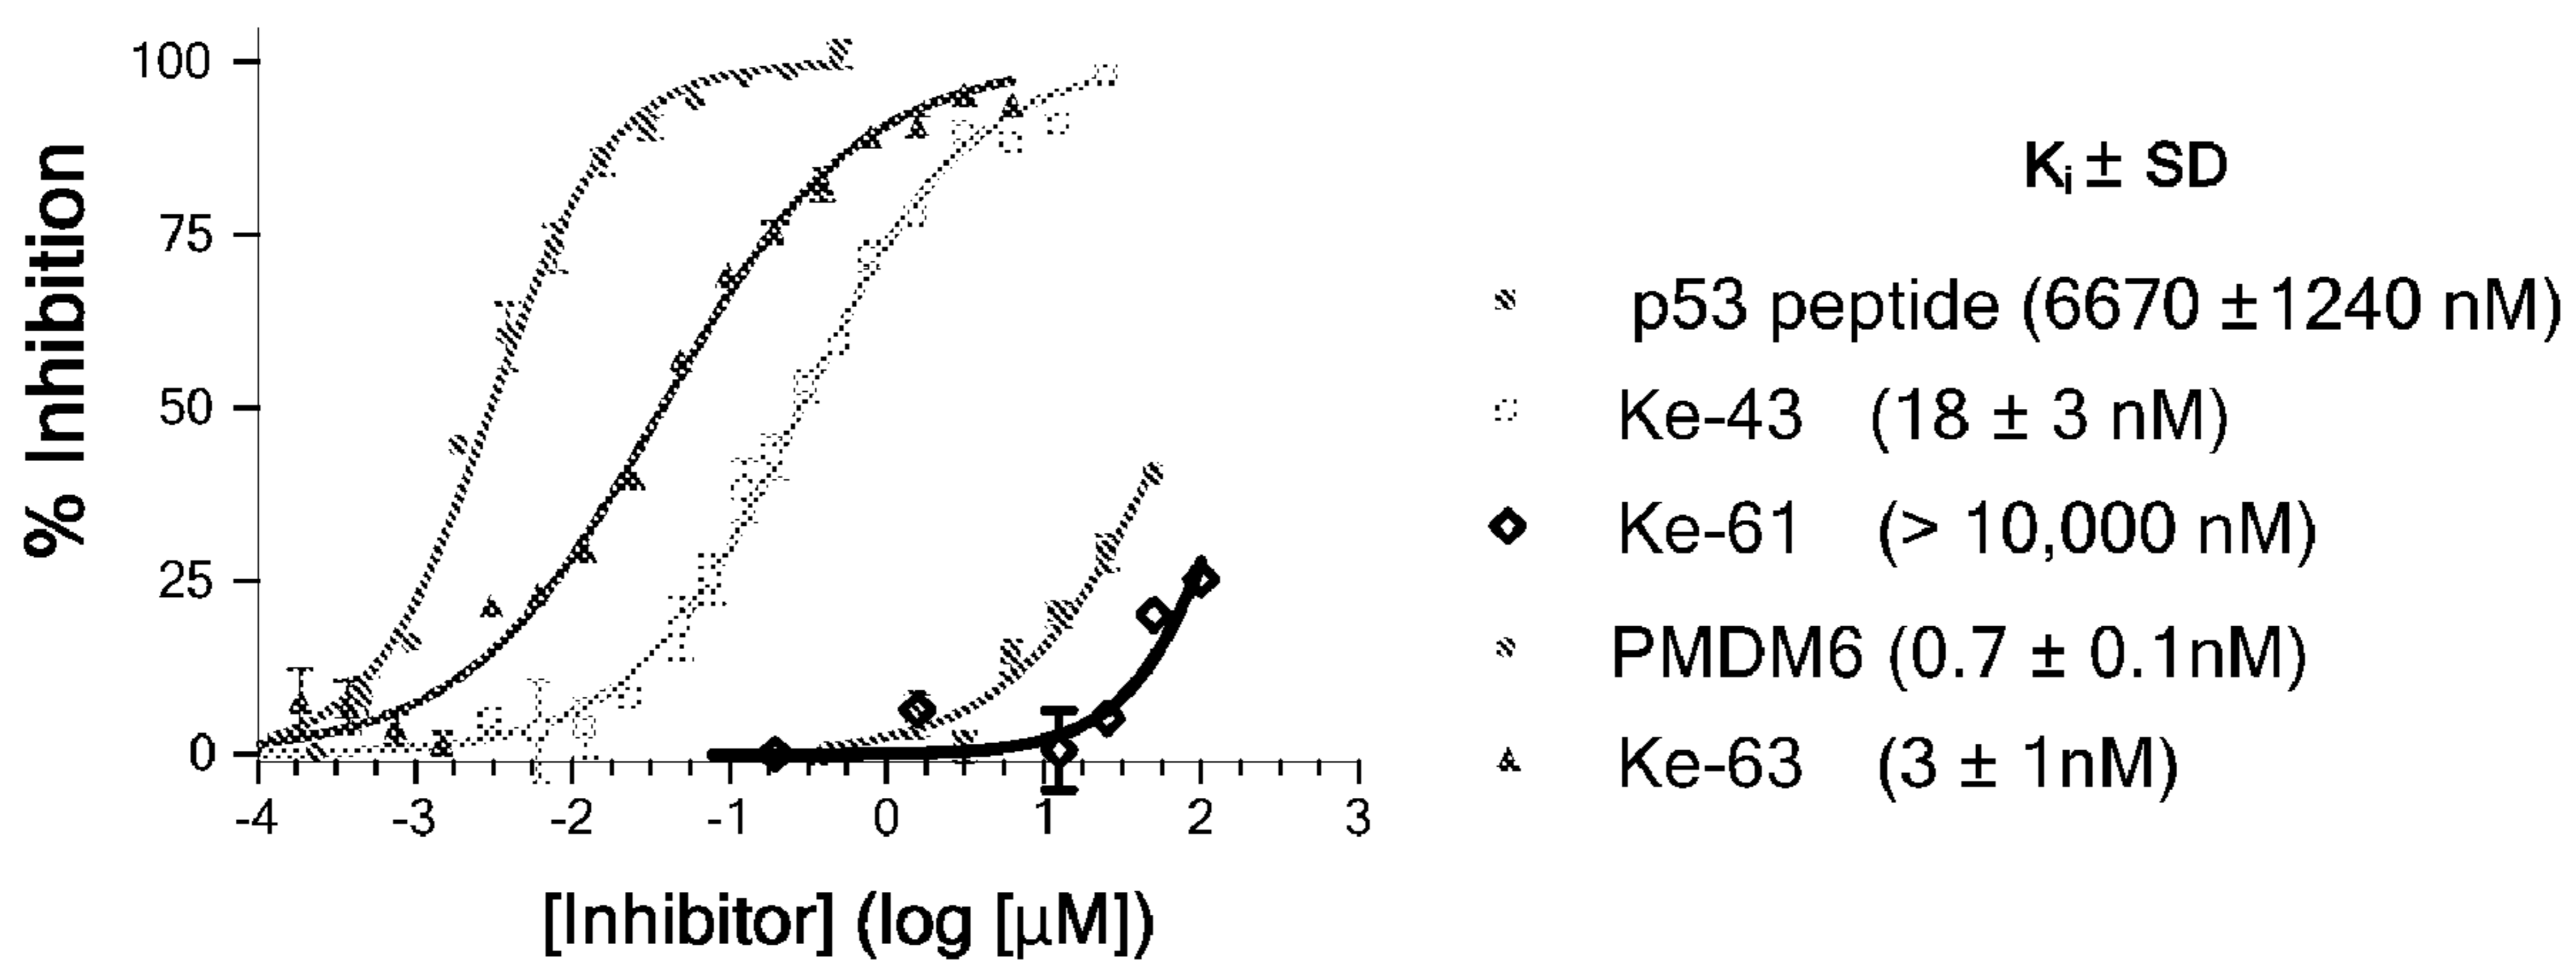 % Inhibition
100
75
50
25
0
-4 -3 -2 -1 0 1 2 3
[Inhibitor] (log [μM])
Ki ± SD
p53 peptide (6670 ±1240 nM)
Ke-43 (18 ± 3 nM)
Ke-61 (> 10,000 nM)
PMDM6 (0.7 ± 0.1nM)
Ke-63 (3 ± 1nM)